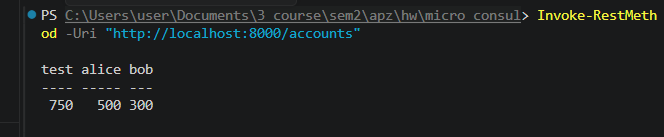 PS C:\Users\user\Documents\3_course\sem2\apz\hw\micro_consul> Invoke-RestMeth
od -Uri "http://localhost:8000/accounts"
test alice bob
---- ----- ---
750 500 300